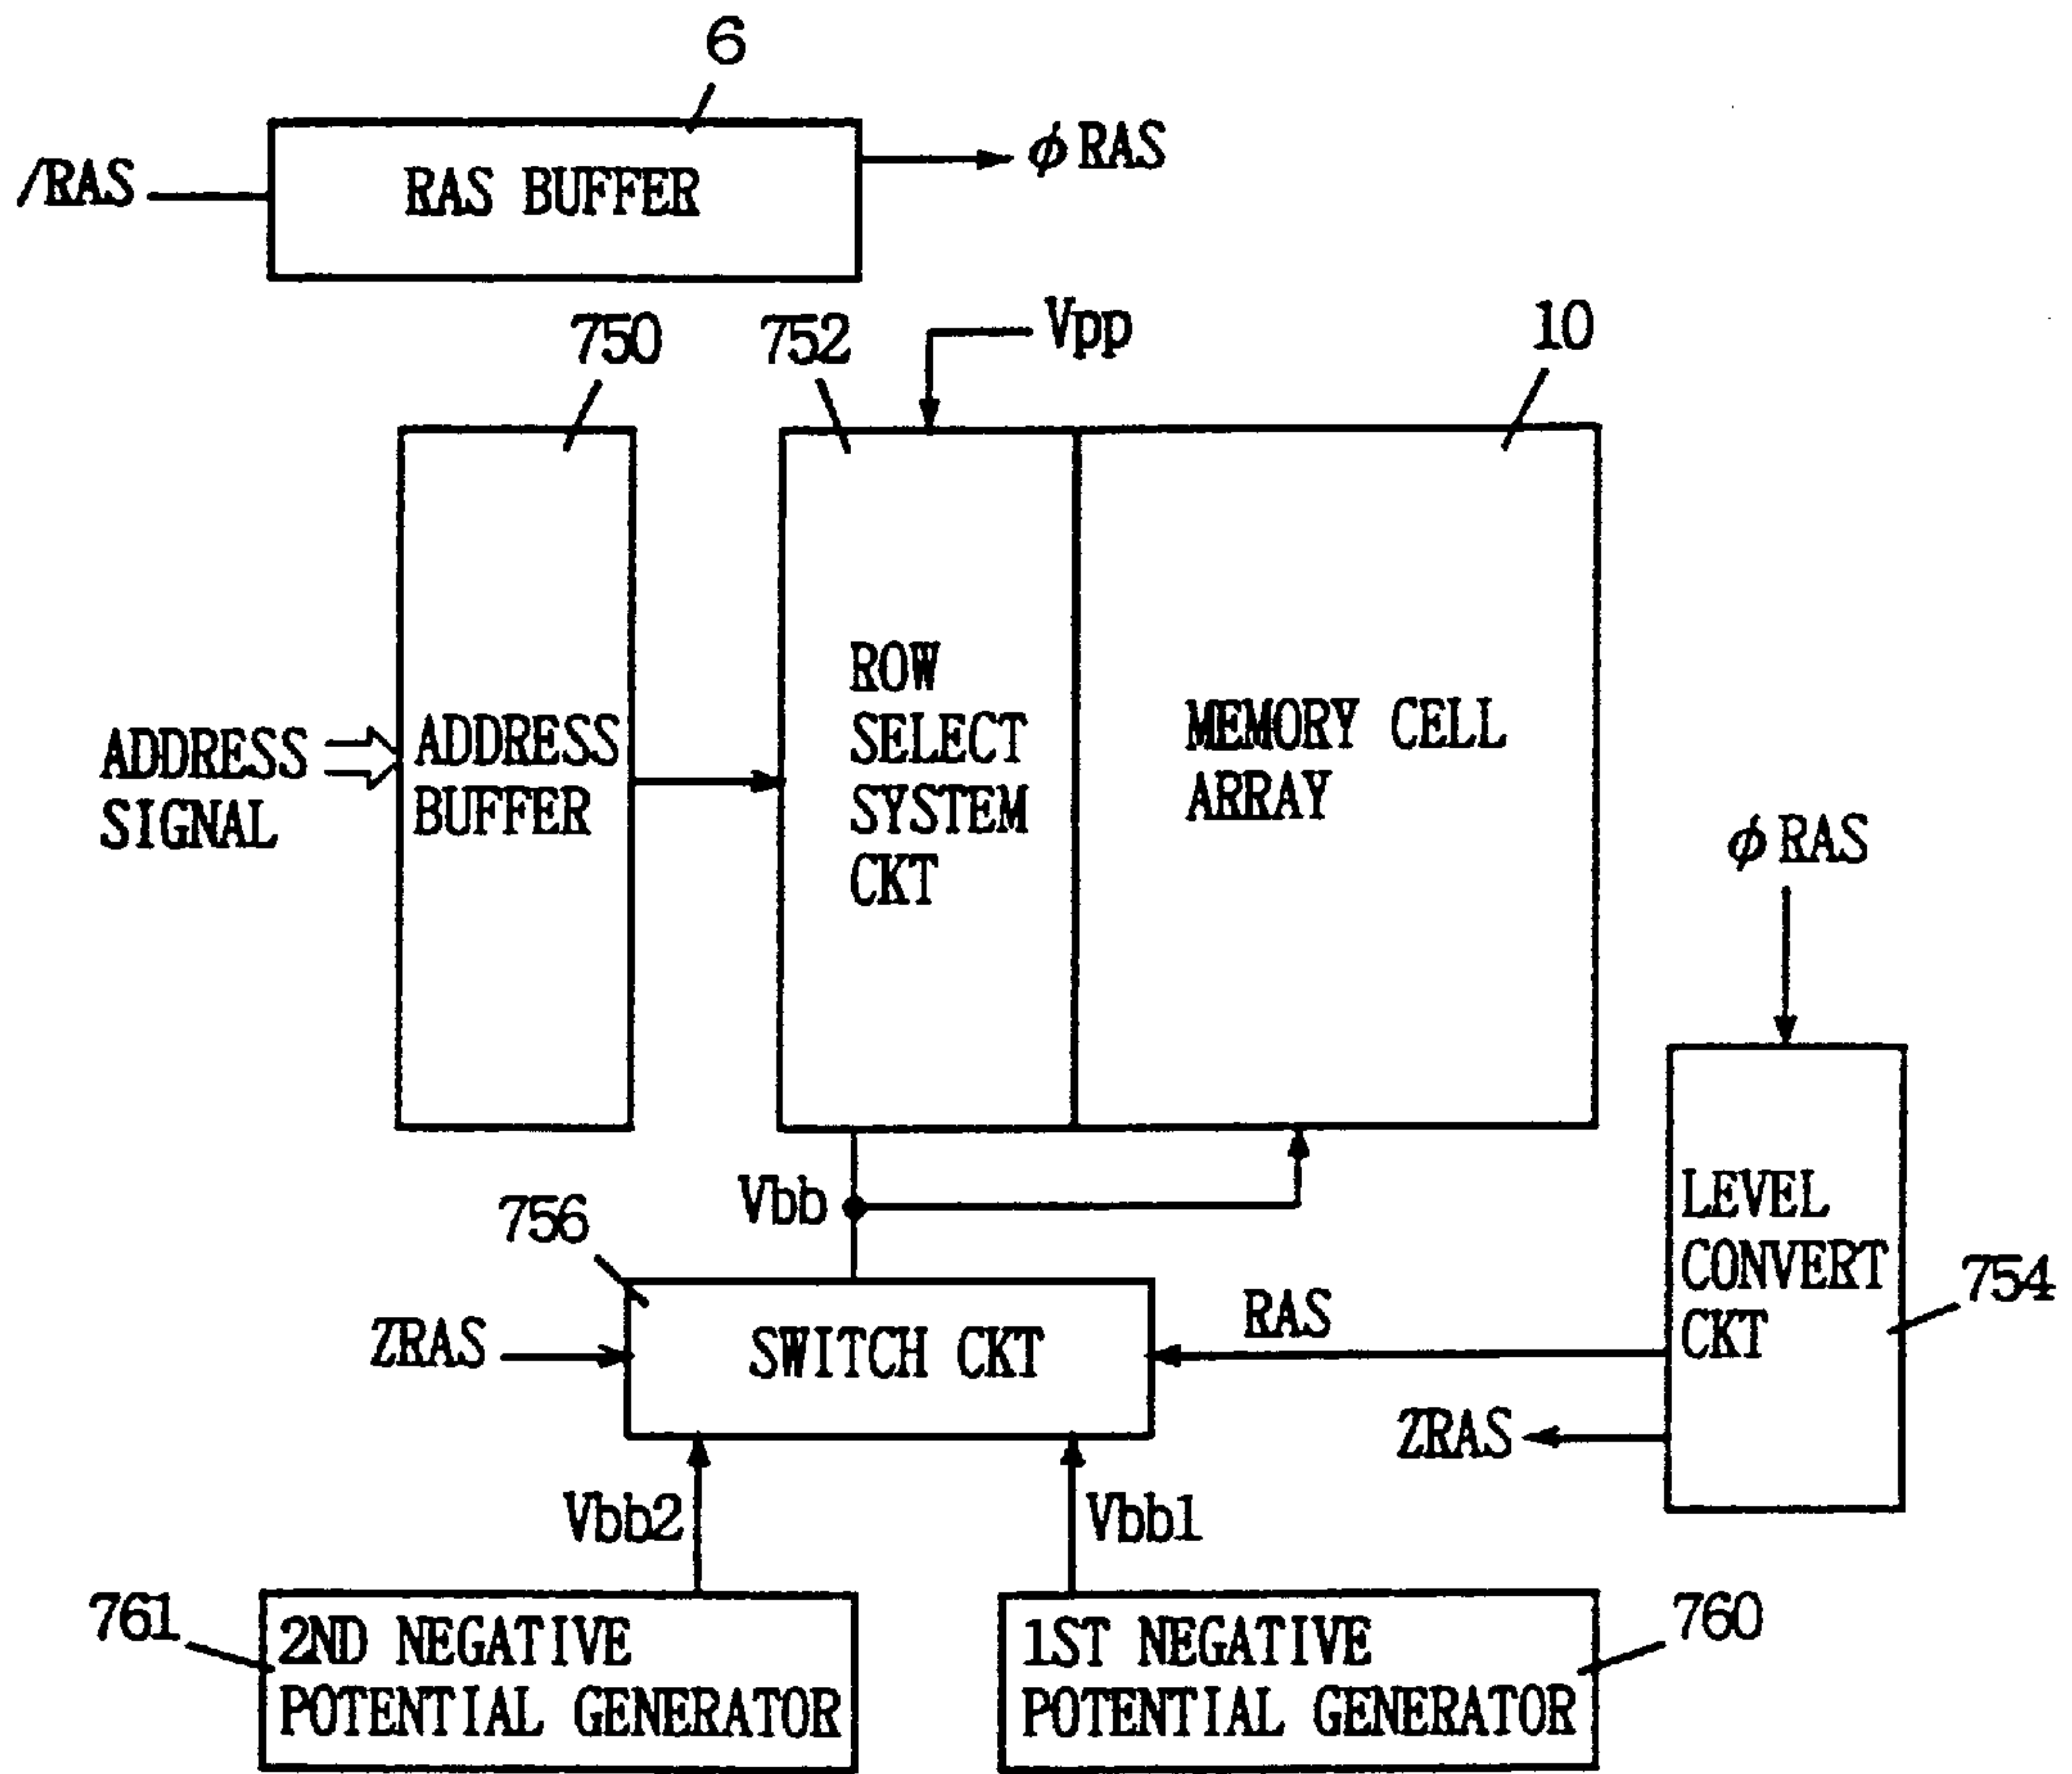 6
/RAS
RAS BUFFER
φRAS
750
752
Vpp
10
ADDRESS
SIGNAL
ADDRESS
BUFFER
ROW
SELECT
SYSTEM
CKT
MEMORY CELL
ARRAY
φRAS
Vbb
756
ZRAS
SWITCH CKT
RAS
ZRAS
LEVEL
CONVERT
CKT
754
Vbb2
Vbb1
761
2ND NEGATIVE
POTENTIAL GENERATOR
1ST NEGATIVE
POTENTIAL GENERATOR
760